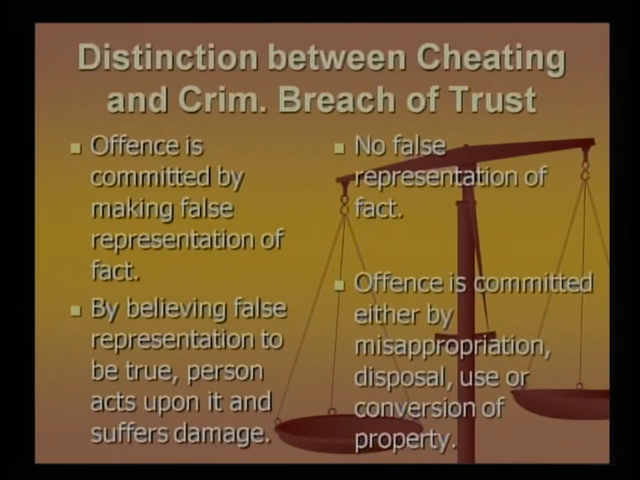 Distinction between Cheating
and Crim. Breach of Trust
Offence is
committed by
making false
representation of
fact.
By believing false
representation to
be true, person
acts upon it and
suffers damage.
No false
representation of
fact.
Offence is committed
either by
misappropriation,
disposal, use or
conversion of
property.